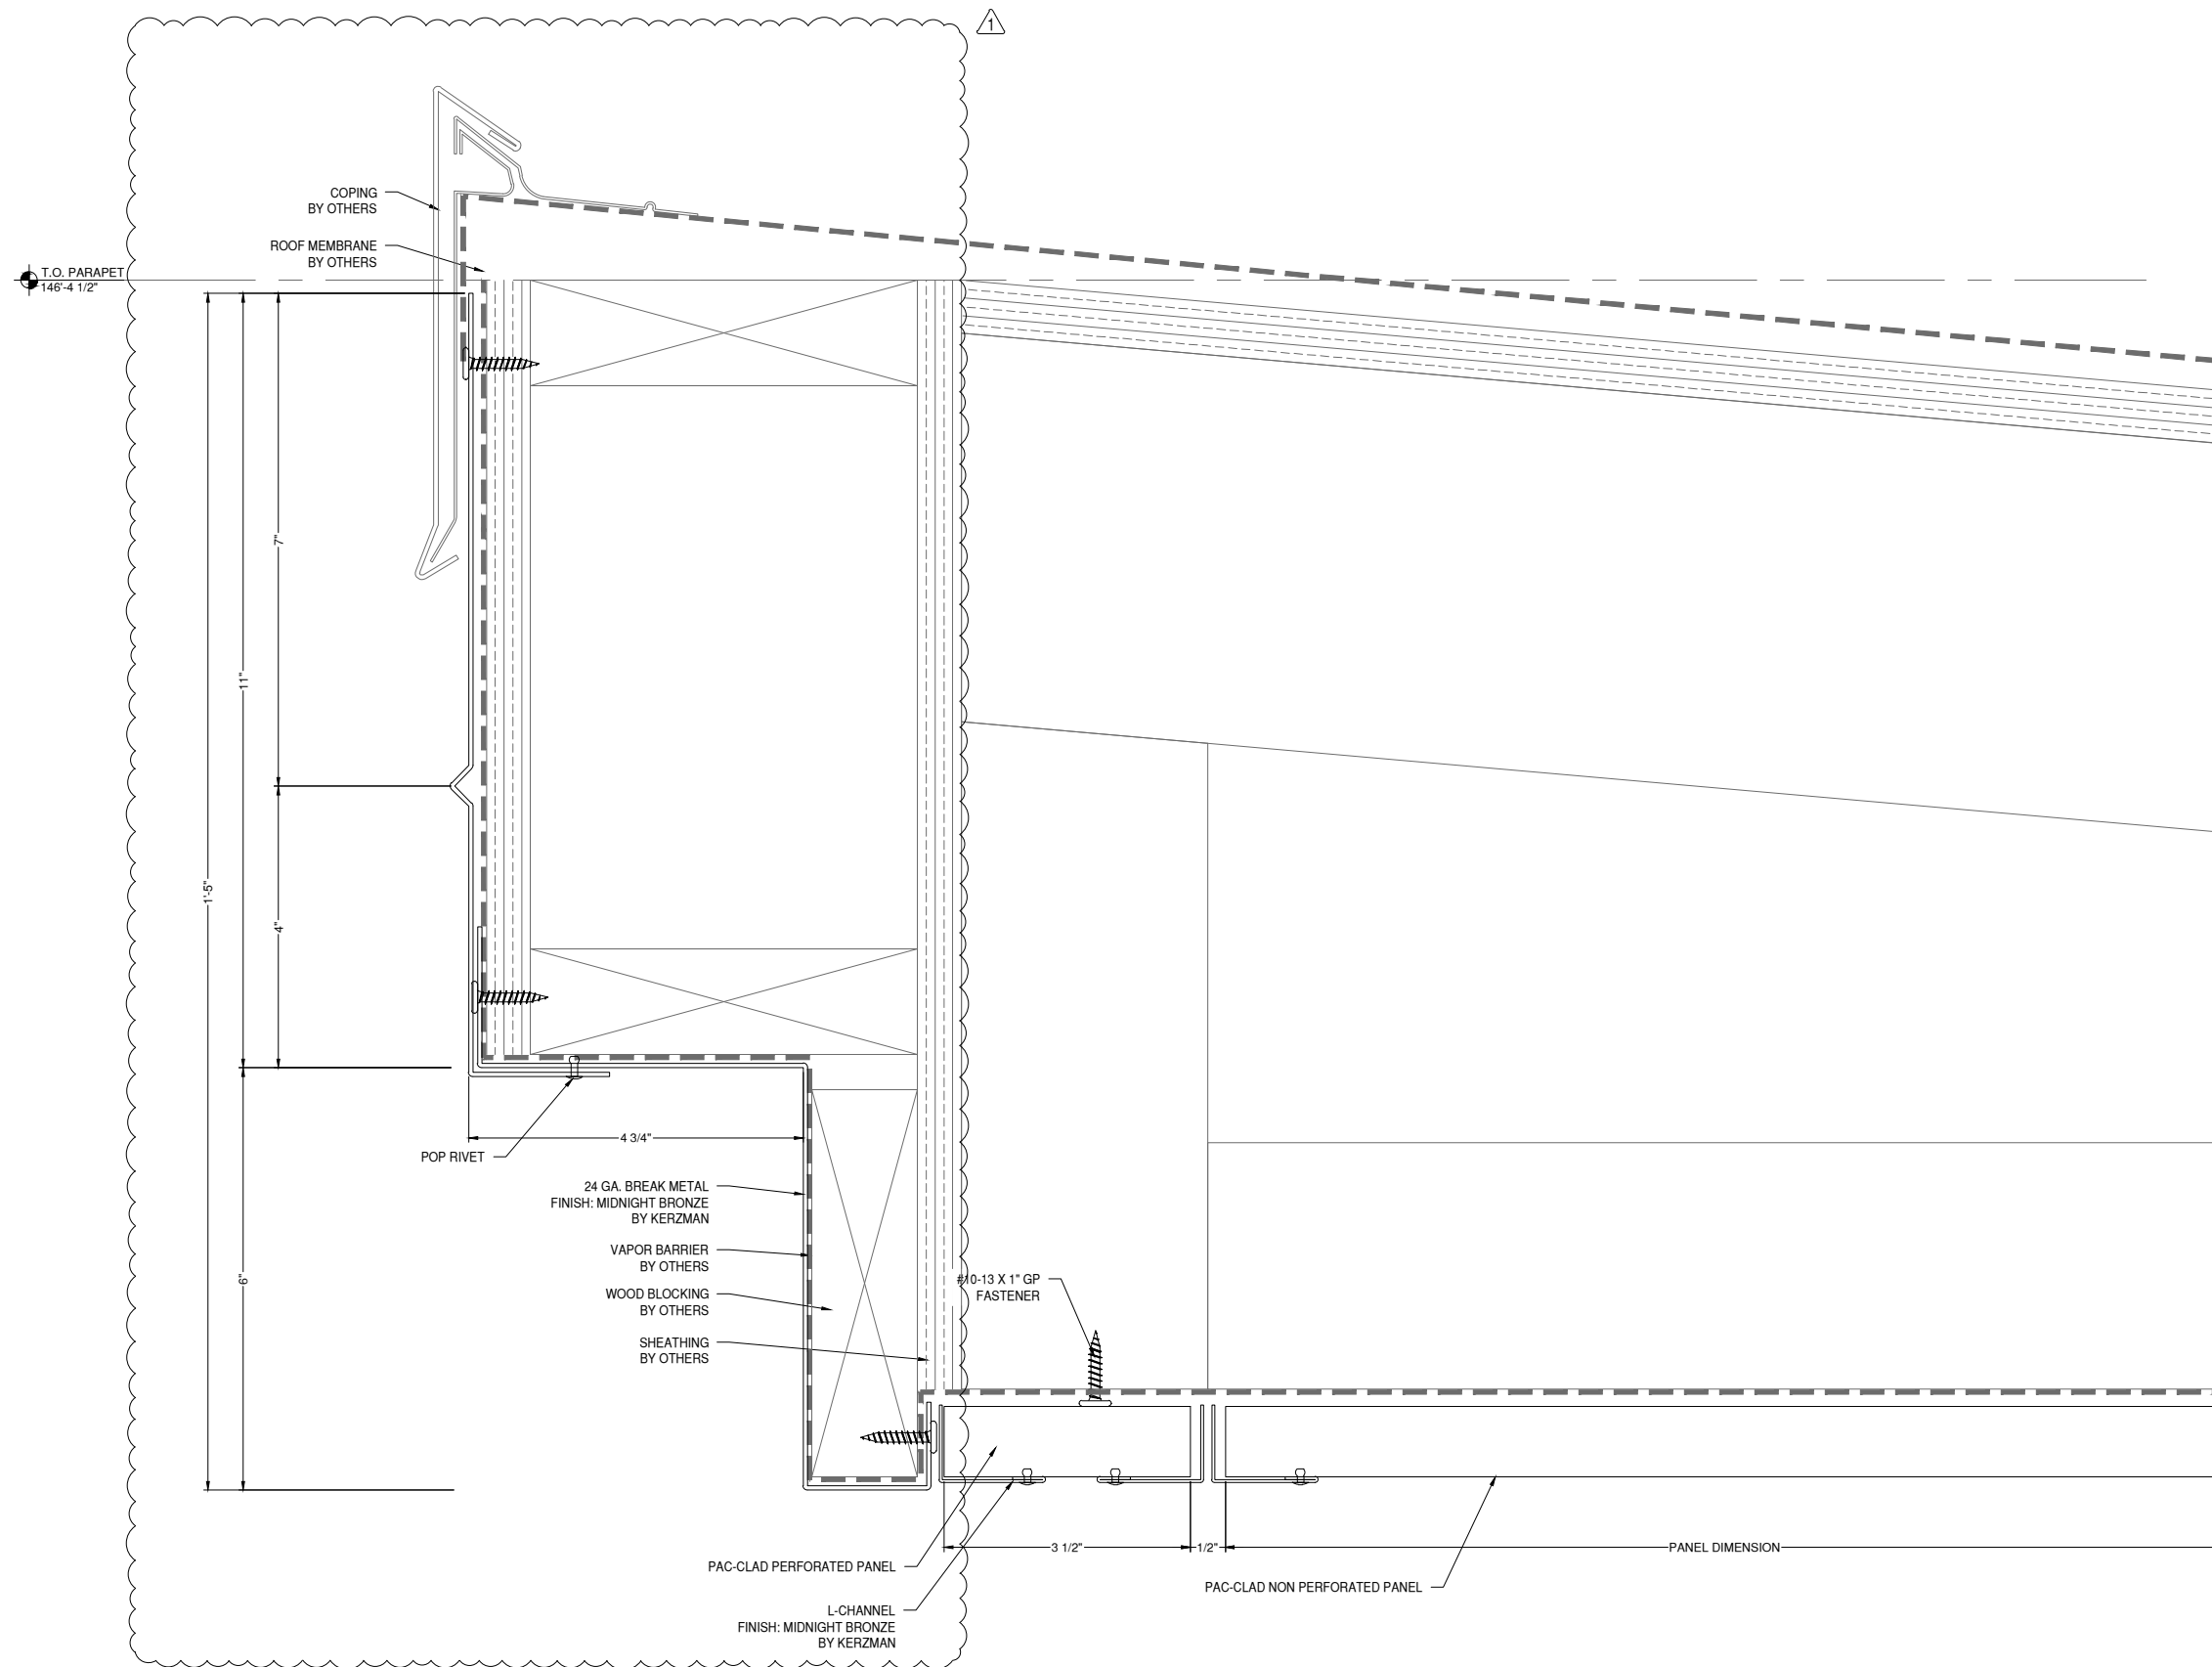 1
COPING
BY OTHERS
ROOF MEMBRANE
BY OTHERS
T.O. PARAPET
146'-4 1/2"
7"
11"
1'-5"
4"
6"
4 3/4"
POP RIVET
24 GA. BREAK METAL
FINISH: MIDNIGHT BRONZE
BY KERZMAN
VAPOR BARRIER
BY OTHERS
WOOD BLOCKING
BY OTHERS
SHEATHING
BY OTHERS
#10-13 X 1" GP
FASTENER
3 1/2"
1/2"
PANEL DIMENSION
PAC-CLAD PERFORATED PANEL
PAC-CLAD NON PERFORATED PANEL
L-CHANNEL
FINISH: MIDNIGHT BRONZE
BY KERZMAN